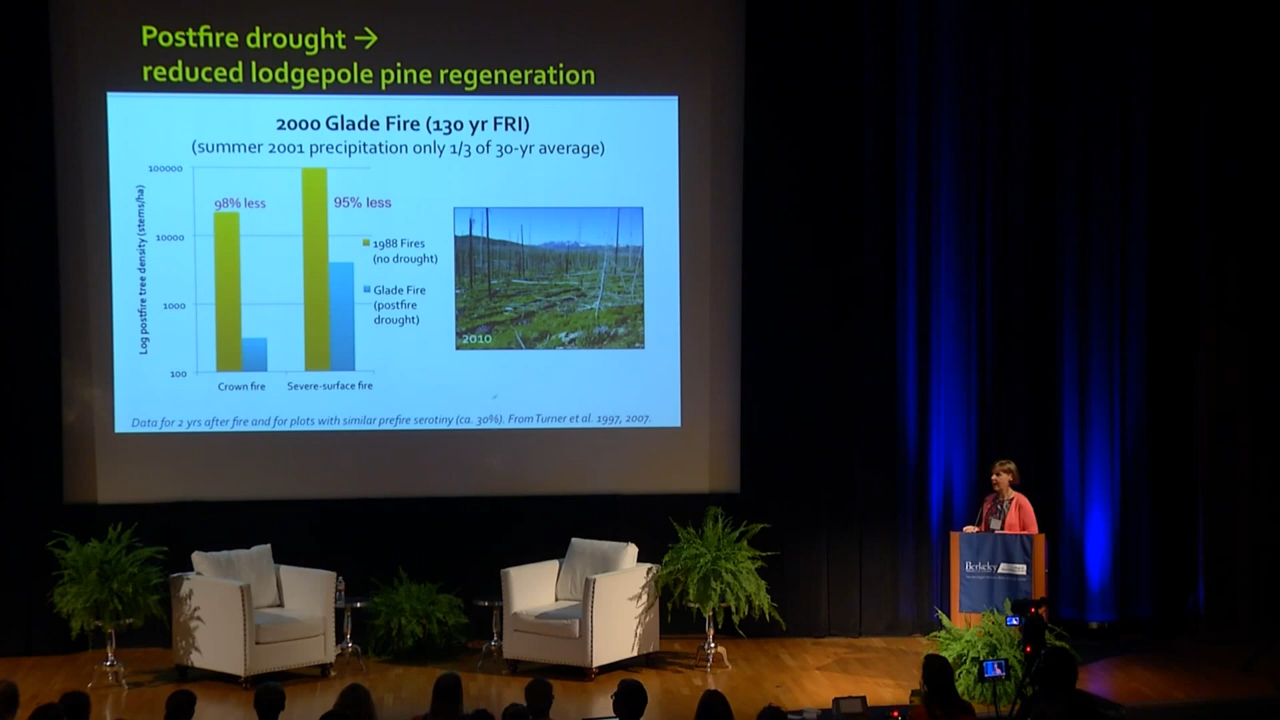 Postfire drought →
reduced lodgepole pine regeneration
2000 Glade Fire (130 yr FRI)
(summer 2001 precipitation only 1/3 of 30-yr average)
Log postfire tree density (stems/ha)
100000
10000
1000
100
98% less
95% less
1988 Fires
(no drought)
Glade Fire
(postfire
drought)
Crown fire
Severe-surface fire
2010
Data for 2 yrs after fire and for plots with similar prefire serotiny (ca. 30%). From Turner et al. 1997, 2007.
Berkeley